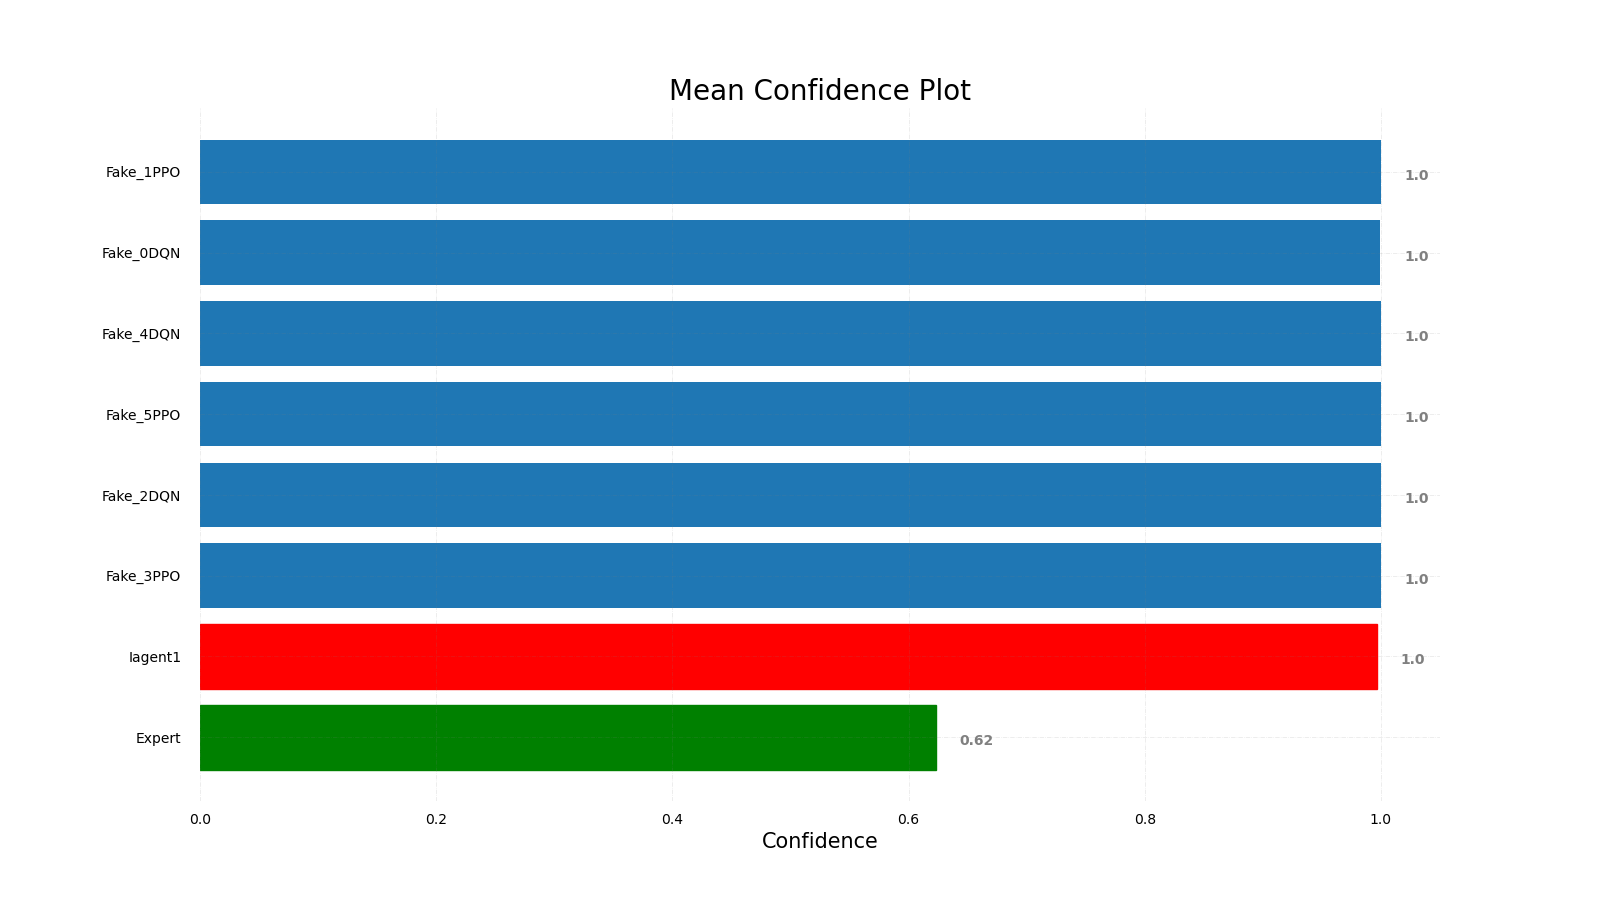 Mean Confidence Plot
Fake_1PPO 1.0
Fake_0DQN 1.0
Fake_4DQN 1.0
Fake_5PPO 1.0
Fake_2DQN 1.0
Fake_3PPO 1.0
Iagent1 1.0
Expert 0.62
0.0 0.2 0.4 0.6 0.8 1.0
Confidence